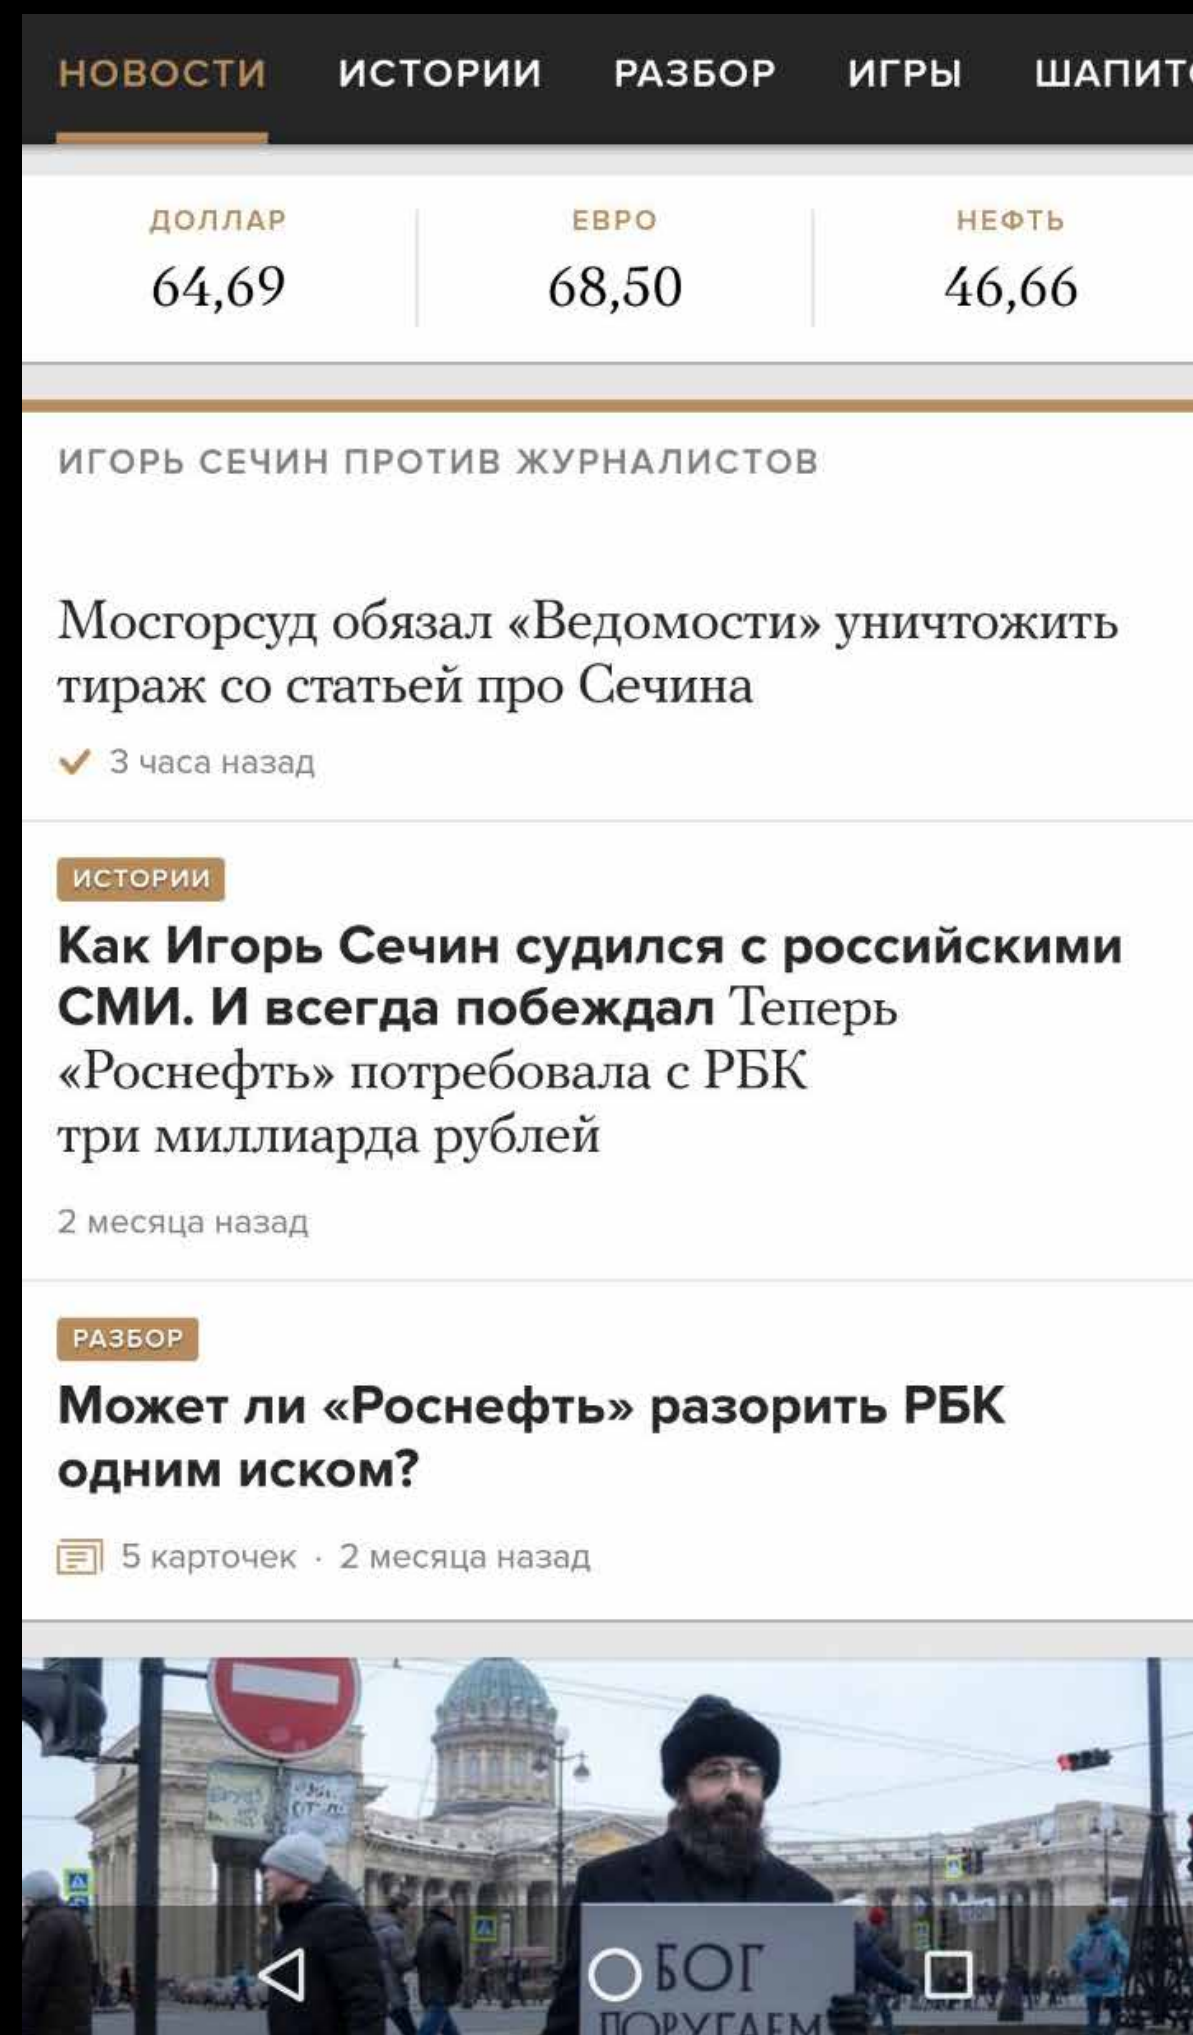 НОВОСТИ ИСТОРИИ РАЗБОР ИГРЫ ШАПИТО
ДОЛЛАР ЕВРО НЕФТЬ
64,69 68,50 46,66
ИГОРЬ СЕЧИН ПРОТИВ ЖУРНАЛИСТОВ
Мосгорсуд обязал «Ведомости» уничтожить
тираж со статьей про Сечина
3 часа назад
ИСТОРИИ
Как Игорь Сечин судился с российскими
СМИ. И всегда побеждал Теперь
«Роснефть» потребовала с РБК
три миллиарда рублей
2 месяца назад
РАЗБОР
Может ли «Роснефть» разорить РБК
одним иском?
5 карточек · 2 месяца назад
БОГ
ПОРУГАЕМ